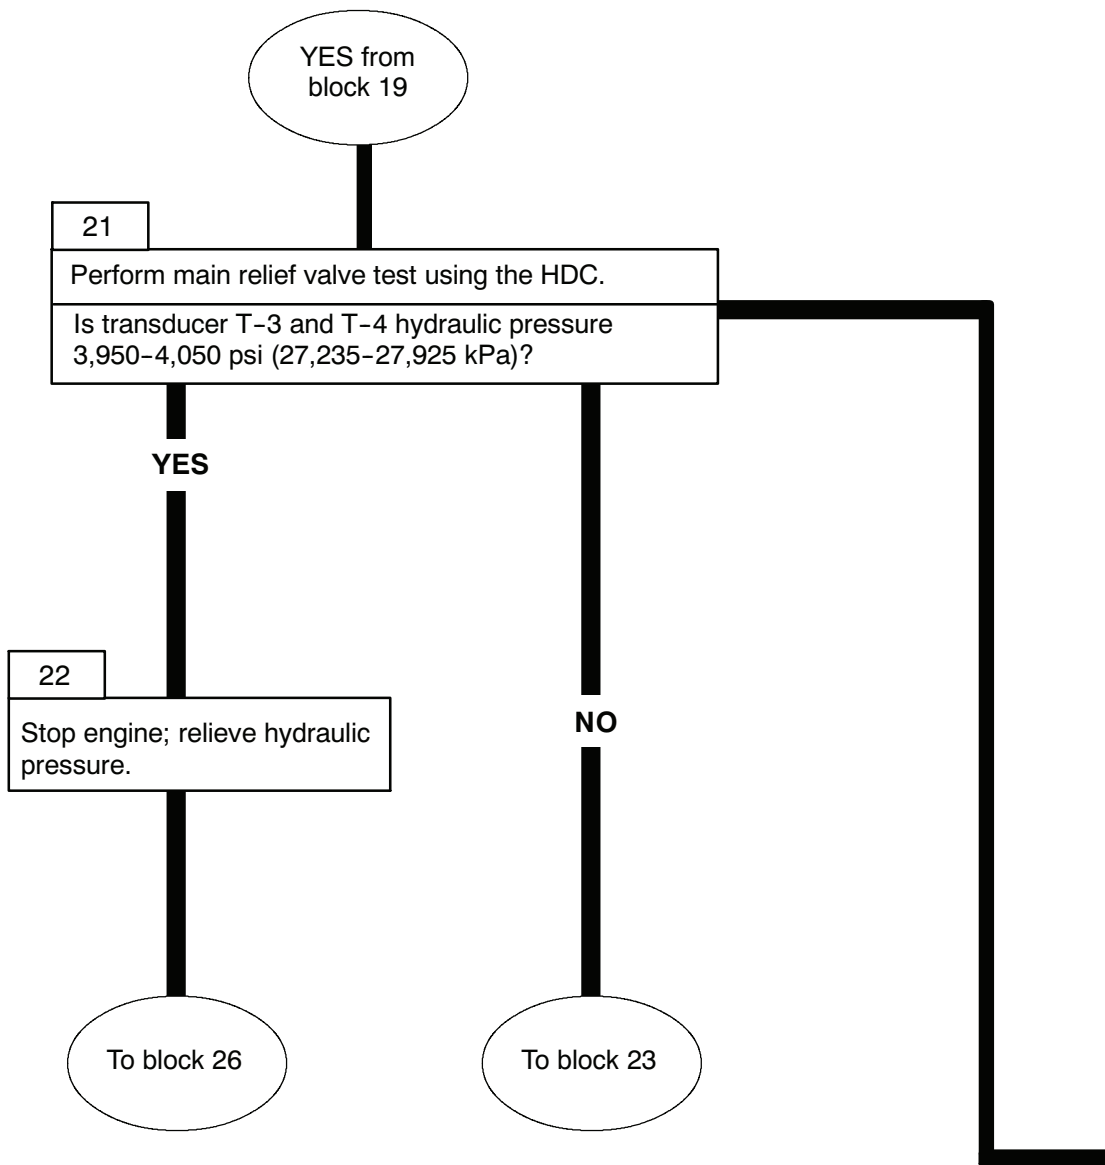 YES from
block 19
21
Perform main relief valve test using the HDC.
Is transducer T-3 and T-4 hydraulic pressure
3,950-4,050 psi (27,235-27,925 kPa)?
YES
NO
22
Stop engine; relieve hydraulic
pressure.
To block 26
To block 23